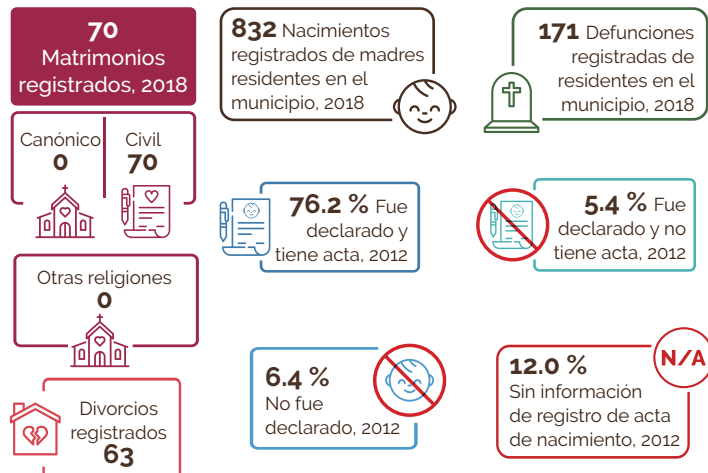 70
Matrimonios
registrados, 2018
Canónico
0
Civil
70
Otras religiones
0
Divorcios
registrados
63
832 Nacimientos
registrados de madres
residentes en el
municipio, 2018
171 Defunciones
registradas de
residentes en el
municipio, 2018
76.2 % Fue
declarado y
tiene acta, 2012
5.4 % Fue
declarado y no
tiene acta, 2012
6.4 %
No fue
declarado, 2012
N/A
12.0 %
Sin información
de registro de acta
de nacimiento, 2012